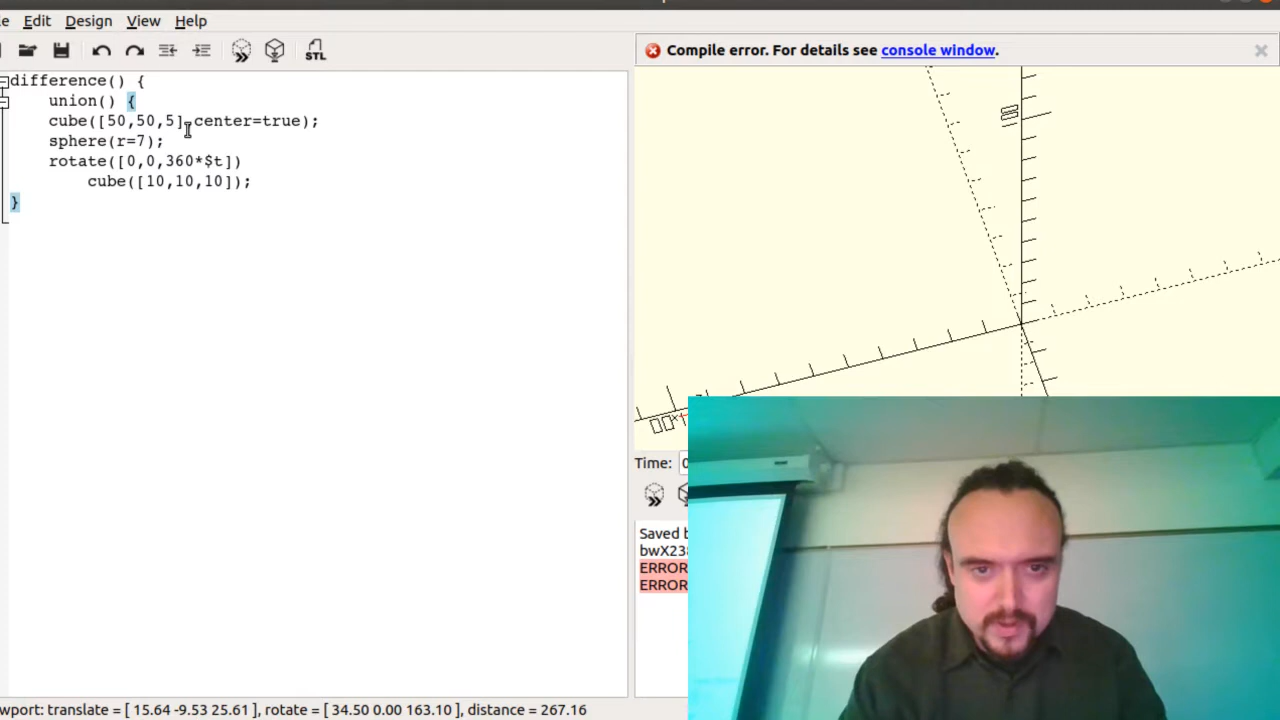 Edit Design View Help
STL
Compile error. For details see console window.
difference() {
union() {
cube([50,50,5],center=true);
sphere(r=7);
rotate([0,0,360*$t])
cube([10,10,10]);
}
Time:
Saved
ERROR
ERROR
translate = [ 15.64 -9.53 25.61 ], rotate = [ 34.50 0.00 163.10 ], distance = 267.16